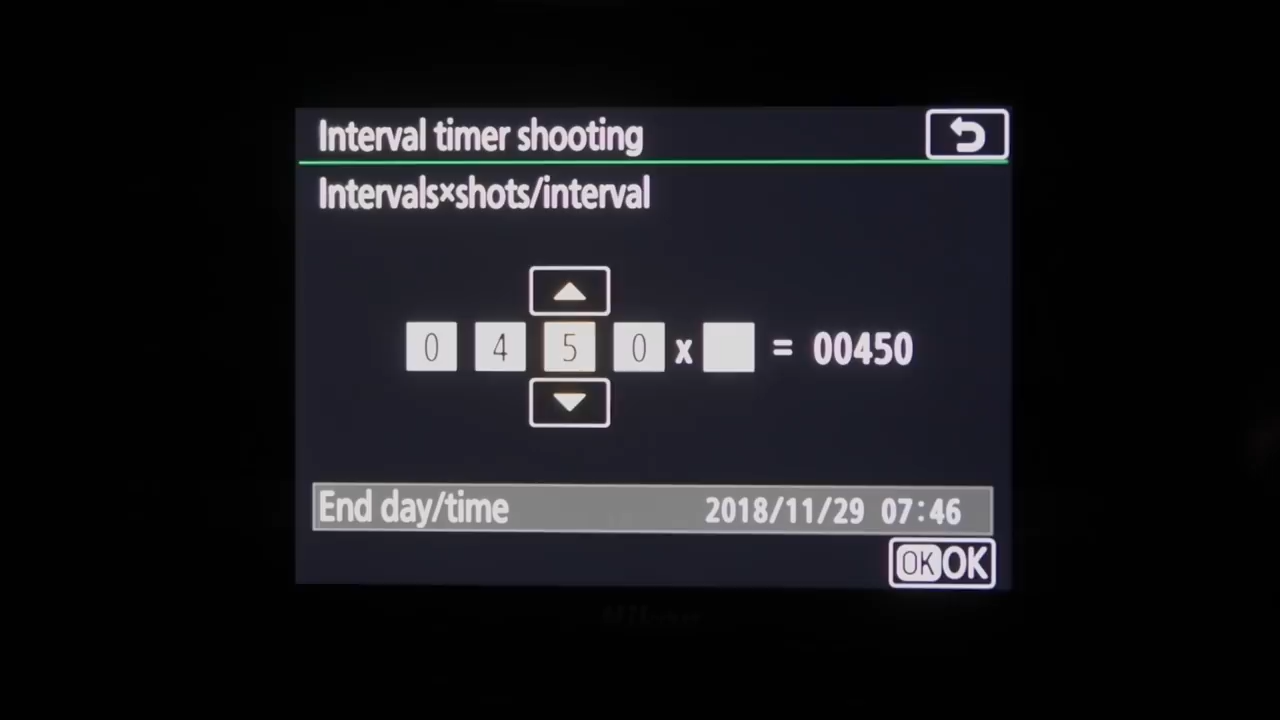 Interval timer shooting
Intervals×shots/interval
0 4 5 0 x = 00450
End day/time 2018/11/29 07:46
OK OK